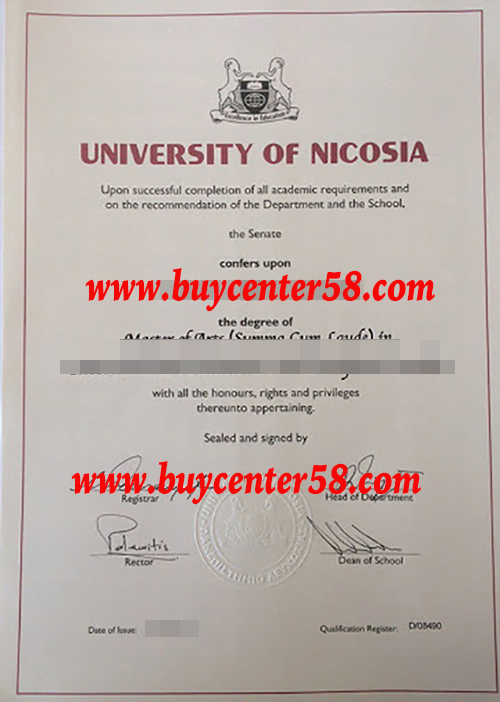 Excellence in Education
UNIVERSITY OF NICOSIA
Upon successful completion of all academic requirements and
on the recommendation of the Department and the School,
the Senate
confers upon
www.buycenter58.com
the degree of
Master of Arts (Summa Cum Laude) in
with all the honours, rights and privileges
thereunto appertaining.
Sealed and signed by
www.buycenter58.com
Registrar
Head of Department
Rector
Dean of School
Date of Issue:
Qualification Register: D/08490